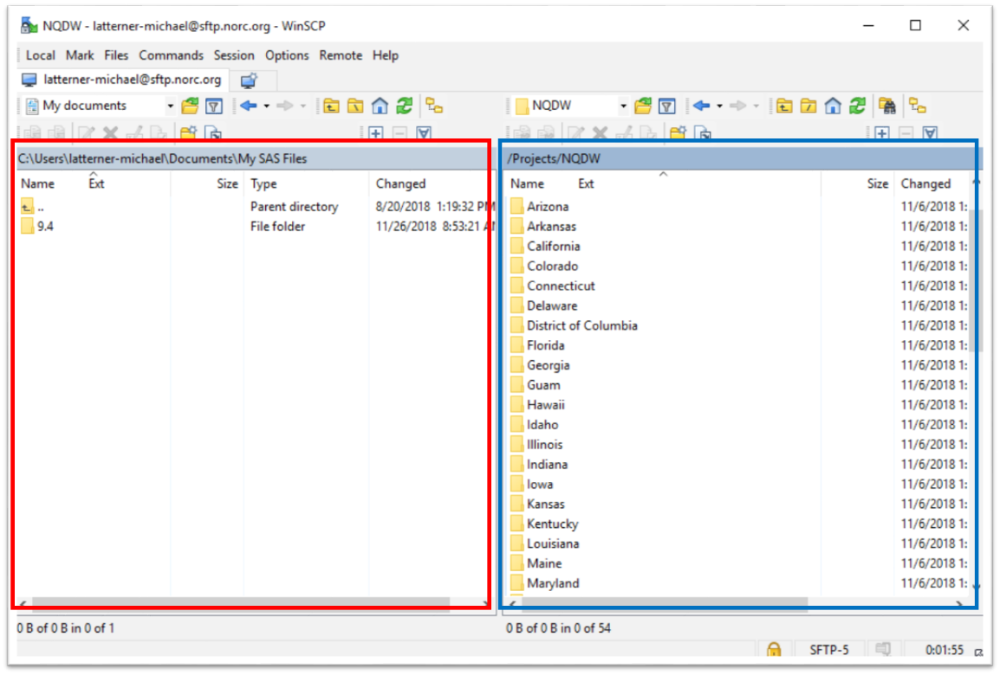 NQDW - latterner-michael@sftp.norc.org - WinSCP
Local Mark Files Commands Session Options Remote Help
latterner-michael@sftp.norc.org
My documents
NQDW
C:\Users\latterner-michael\Documents\My SAS Files
Name Ext Size Type Changed
.. Parent directory 8/20/2018 1:19:32 PM
9.4 File folder 11/26/2018 8:53:21 AM
0 B of 0 B in 0 of 1
/Projects/NQDW
Name Ext Size Changed
Arizona 11/6/2018 1:
Arkansas 11/6/2018 1:
California 11/6/2018 1:
Colorado 11/6/2018 1:
Connecticut 11/6/2018 1:
Delaware 11/6/2018 1:
District of Columbia 11/6/2018 1:
Florida 11/6/2018 1:
Georgia 11/6/2018 1:
Guam 11/6/2018 1:
Hawaii 11/6/2018 1:
Idaho 11/6/2018 1:
Illinois 11/6/2018 1:
Indiana 11/6/2018 1:
Iowa 11/6/2018 1:
Kansas 11/6/2018 1:
Kentucky 11/6/2018 1:
Louisiana 11/6/2018 1:
Maine 11/6/2018 1:
Maryland 11/6/2018 1:
0 B of 0 B in 0 of 54
SFTP-5 0:01:55